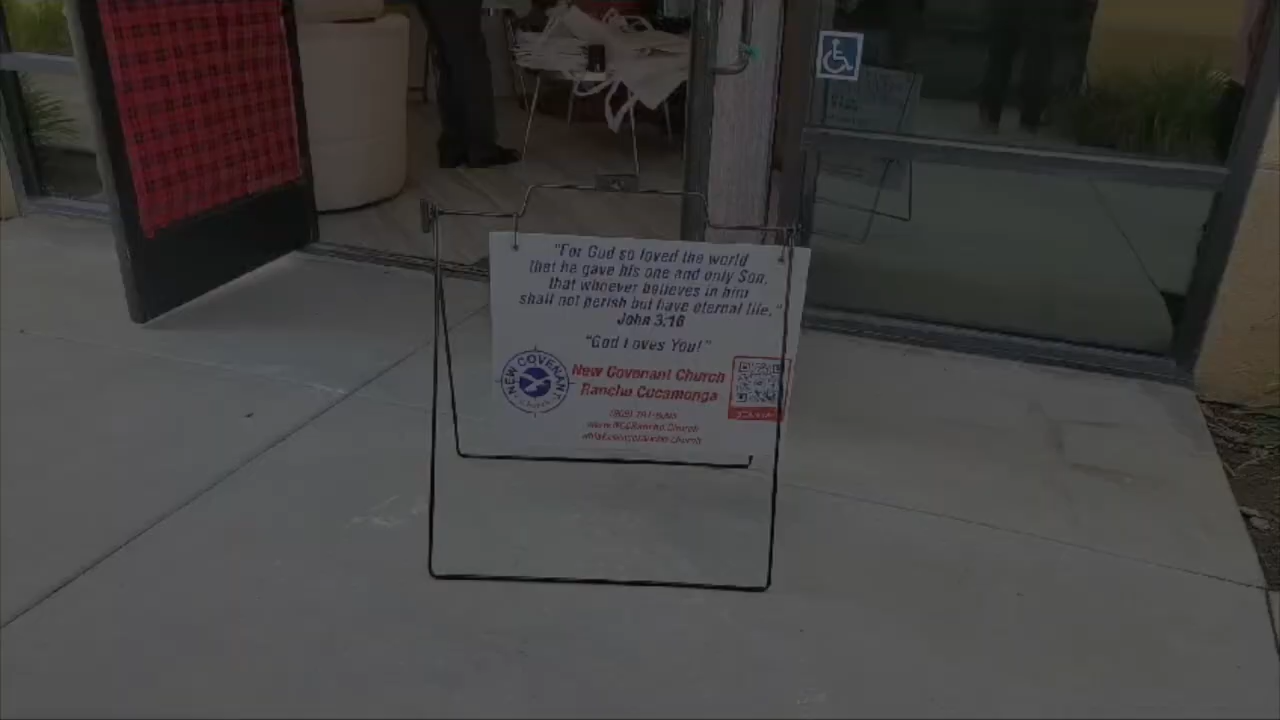 "For God so loved the world
that he gave his one and only Son,
that whoever believes in him
shall not perish but have eternal life."
John 3:16
"God Loves You!"
NEW COVENANT
New Covenant Church
Rancho Cucamonga